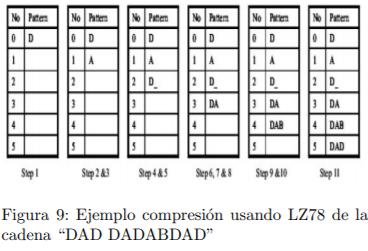 No Pattern No Pattern No Pattern No Pattern No Pattern No Pattern
0 D 0 D 0 D 0 D 0 D 0 D
1 1 A 1 A 1 A 1 A 1 A
2 2 2 D_ 2 D_ 2 D_ 2 D_
3 3 3 3 DA 3 DA 3 DA
4 4 4 4 4 DAB 4 DAB
5 5 5 5 5 5 DAD
Step 1 Step 2 &3 Step 4 & 5 Step 6, 7 & 8 Step 9 &10 Step 11
Figura 9: Ejemplo compresión usando LZ78 de la
cadena “DAD DADABDAD”